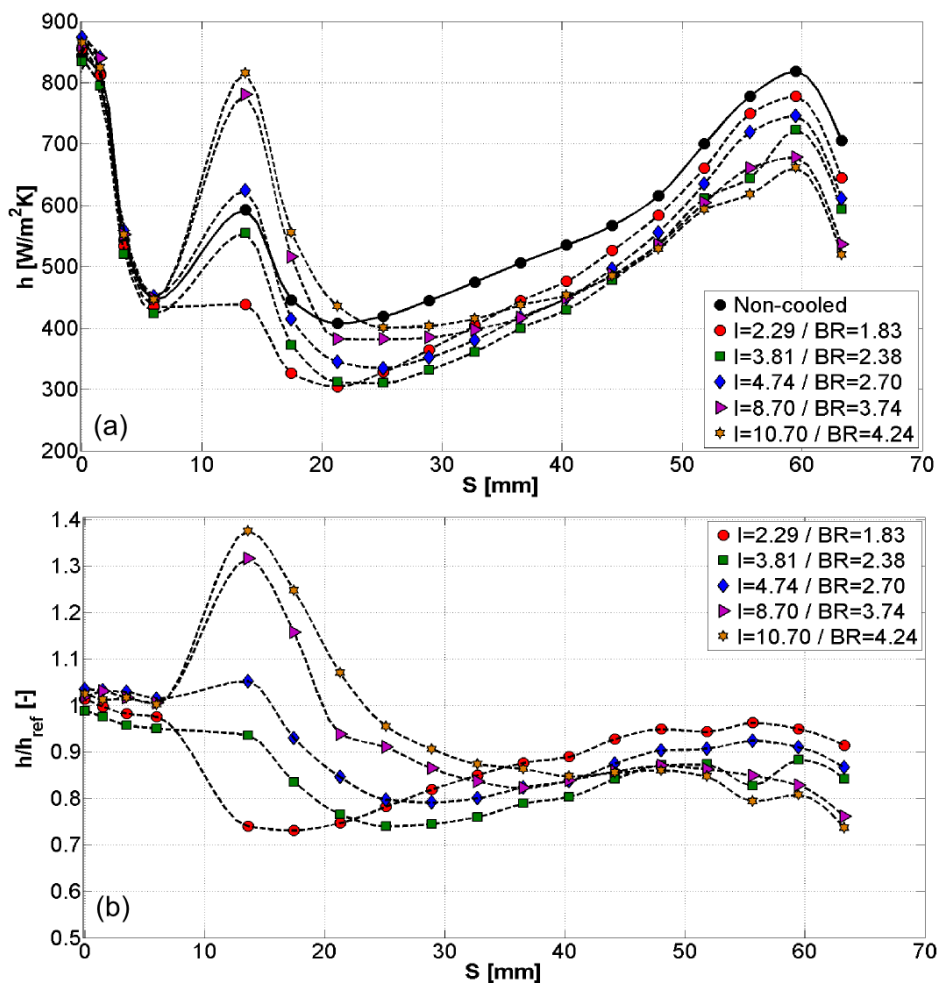 900
800
700
600
500
400
300
200
h [W/m²K]
(a)
Non-cooled
I=2.29 / BR=1.83
I=3.81 / BR=2.38
I=4.74 / BR=2.70
I=8.70 / BR=3.74
I=10.70 / BR=4.24
0 10 20 30 40 50 60 70
S [mm]
1.4
1.3
1.2
1.1
1
0.9
0.8
0.7
0.6
0.5
h/h_ref [-]
(b)
I=2.29 / BR=1.83
I=3.81 / BR=2.38
I=4.74 / BR=2.70
I=8.70 / BR=3.74
I=10.70 / BR=4.24
0 10 20 30 40 50 60 70
S [mm]